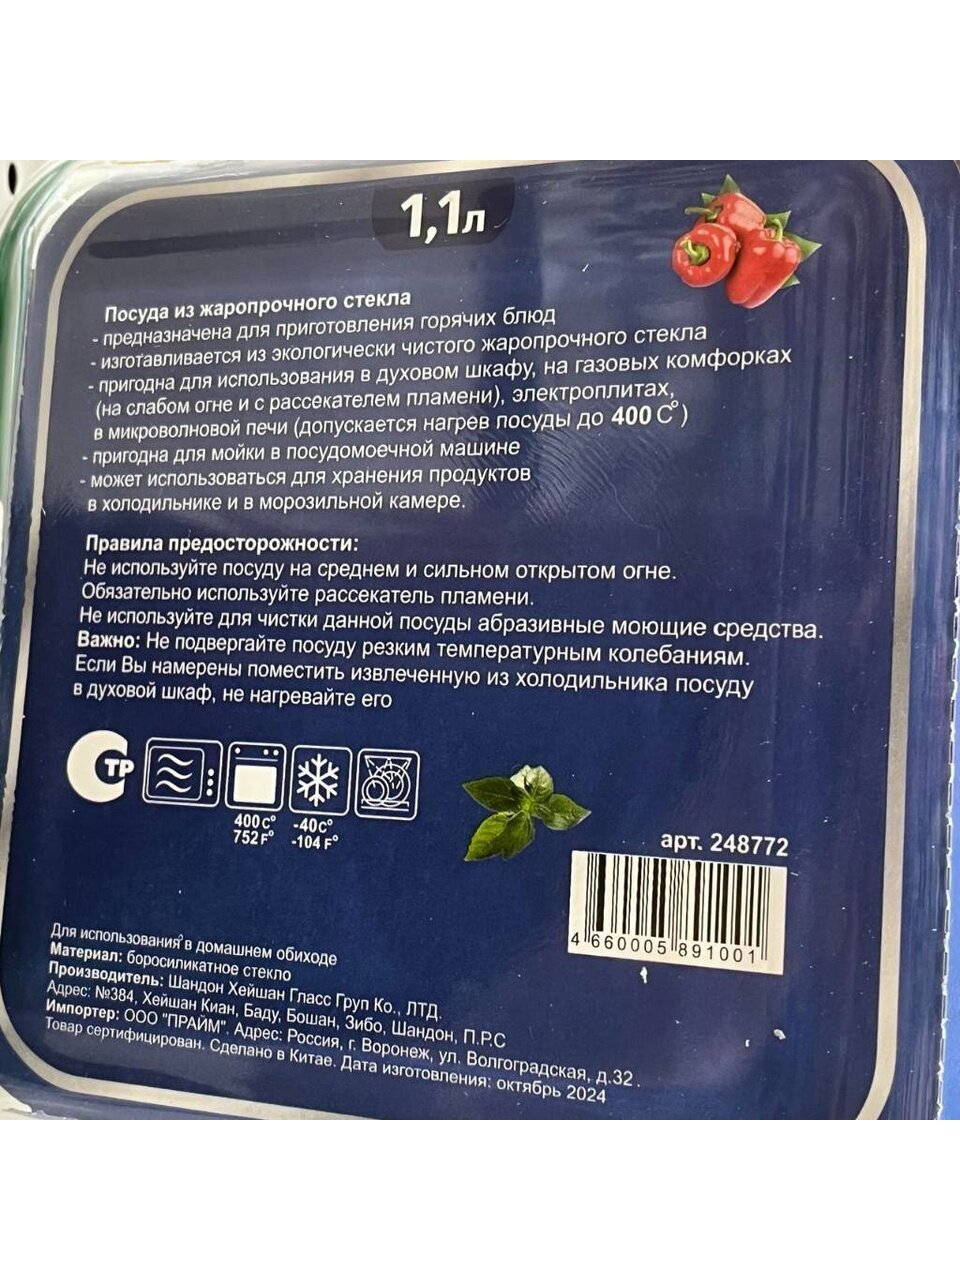 1,1л
Посуда из жаропрочного стекла
- предназначена для приготовления горячих блюд
- изготавливается из экологически чистого жаропрочного стекла
- пригодна для использования в духовом шкафу, на газовых комфорках
(на слабом огне и с рассекателем пламени), электроплитах,
в микроволновой печи (допускается нагрев посуды до 400 С°)
- пригодна для мойки в посудомоечной машине
- может использоваться для хранения продуктов
в холодильнике и в морозильной камере.
Правила предосторожности:
Не используйте посуду на среднем и сильном открытом огне.
Обязательно используйте рассекатель пламени.
Не используйте для чистки данной посуды абразивные моющие средства.
Важно: Не подвергайте посуду резким температурным колебаниям.
Если Вы намерены поместить извлеченную из холодильника посуду
в духовой шкаф, не нагревайте его
СТР
400 С° -40С°
752 F° -104 F°
арт. 248772
4 660005 891001
Для использования в домашнем обиходе
Материал: боросиликатное стекло
Производитель: Шандон Хейшан Гласс Груп Ко., ЛТД.
Адрес: №384, Хейшан Киан, Баду, Бошан, Зибо, Шандон, П.Р.С
Импортер: ООО "ПРАЙМ". Адрес: Россия, г. Воронеж, ул. Волгоградская, д.32.
Товар сертифицирован. Сделано в Китае. Дата изготовления: октябрь 2024